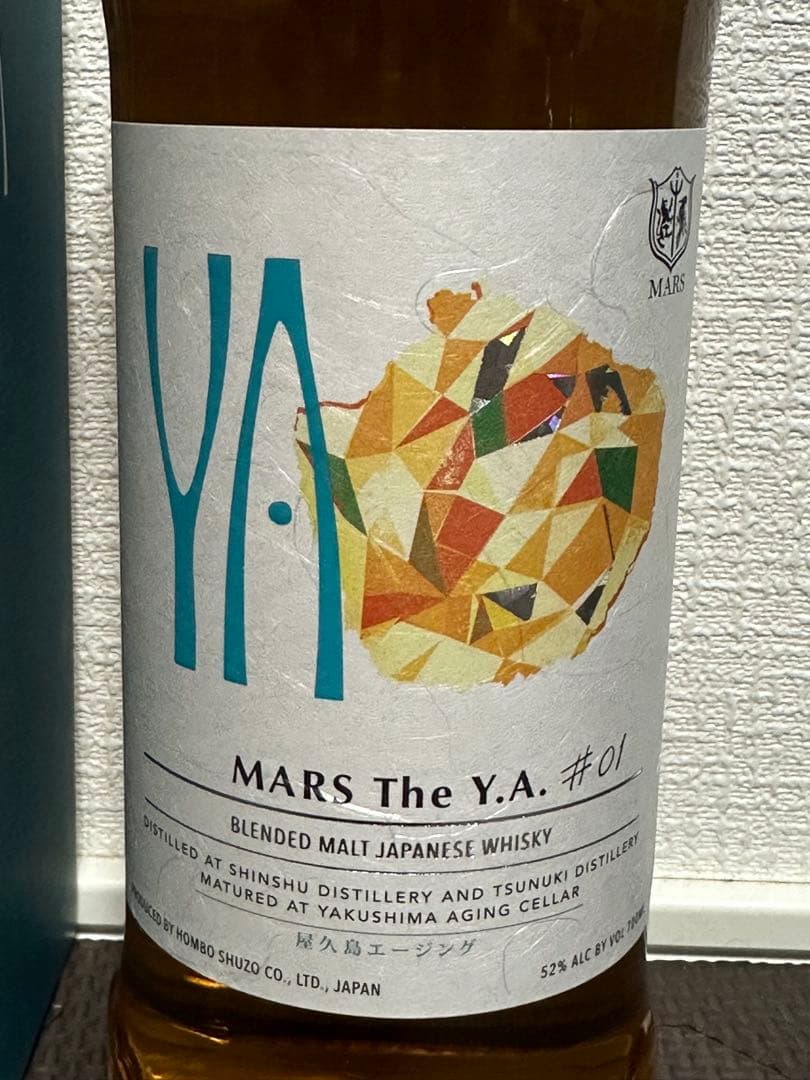 MARS
YA
MARS The Y.A. #01
BLENDED MALT JAPANESE WHISKY
DISTILLED AT SHINSHU DISTILLERY AND TSUNUKI DISTILLERY
MATURED AT YAKUSHIMA AGING CELLAR
屋久島エージング
PRODUCED BY HOMBO SHUZO CO., LTD., JAPAN
52% ALC BY VOL 700ML